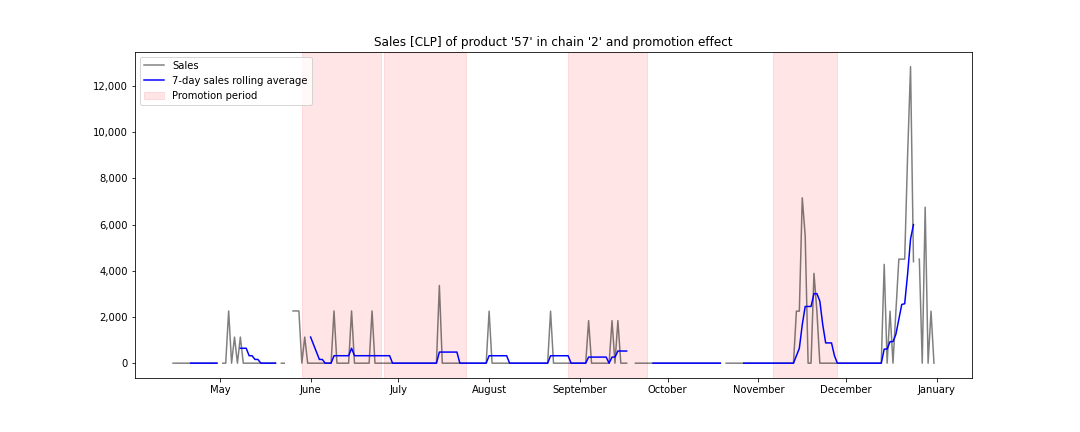 Sales [CLP] of product '57' in chain '2' and promotion effect
Sales
7-day sales rolling average
Promotion period
12,000
10,000
8,000
6,000
4,000
2,000
0
May June July August September October November December January